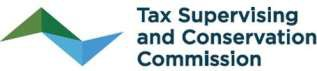 Tax Supervising
and Conservation
Commission